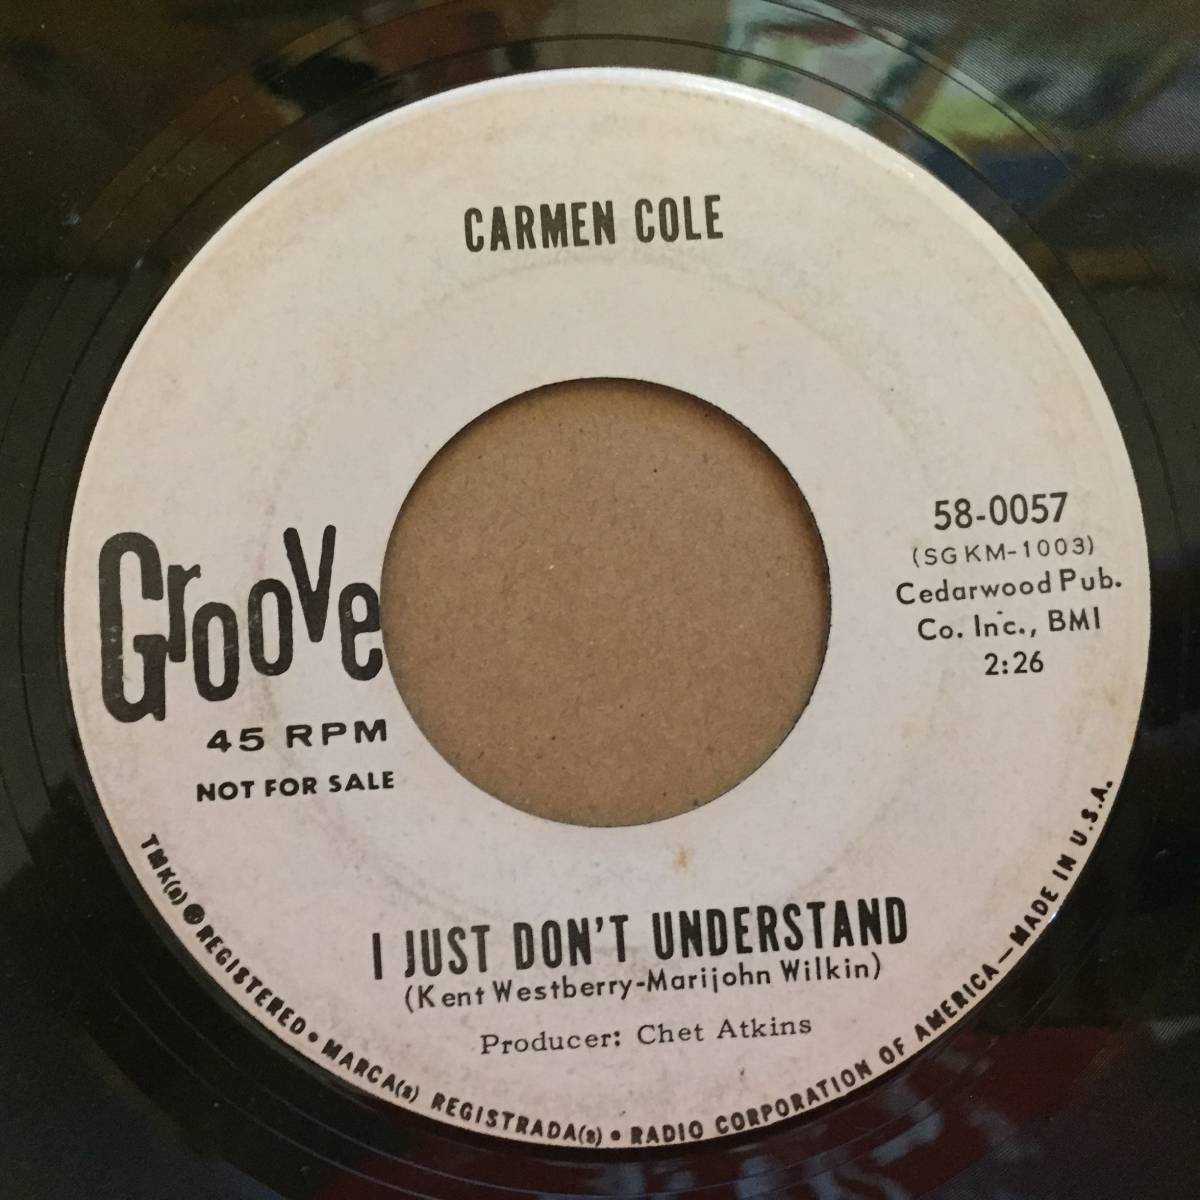 CARMEN COLE
Groove
45 RPM
NOT FOR SALE
58-0057
(SGKM-1003)
Cedarwood Pub.
Co. Inc., BMI
2:26
I JUST DON'T UNDERSTAND
(Kent Westberry-Marijohn Wilkin)
Producer: Chet Atkins
TMK(s) ® REGISTERED • MARCA(s) REGISTRADA(s) • RADIO CORPORATION OF AMERICA—MADE IN U.S.A.